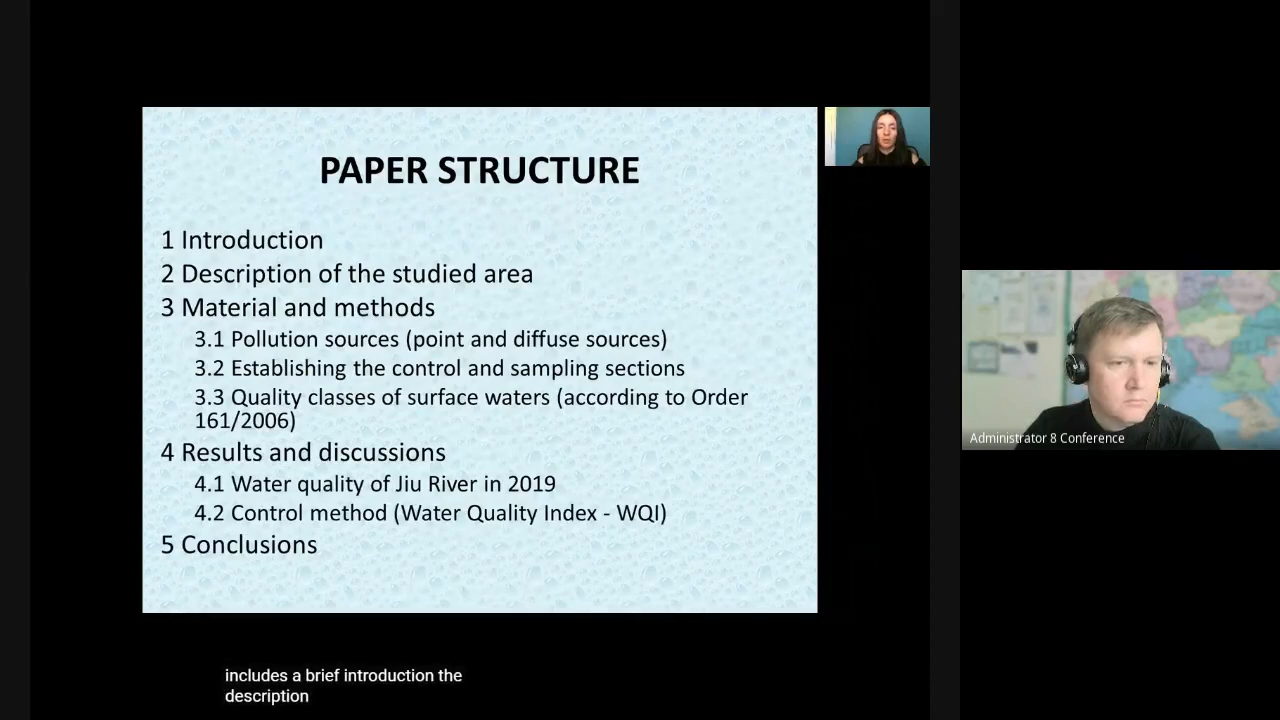 PAPER STRUCTURE
1 Introduction
2 Description of the studied area
3 Material and methods
3.1 Pollution sources (point and diffuse sources)
3.2 Establishing the control and sampling sections
3.3 Quality classes of surface waters (according to Order
161/2006)
4 Results and discussions
4.1 Water quality of Jiu River in 2019
4.2 Control method (Water Quality Index - WQI)
5 Conclusions
Administrator 8 Conference
includes a brief introduction the
description